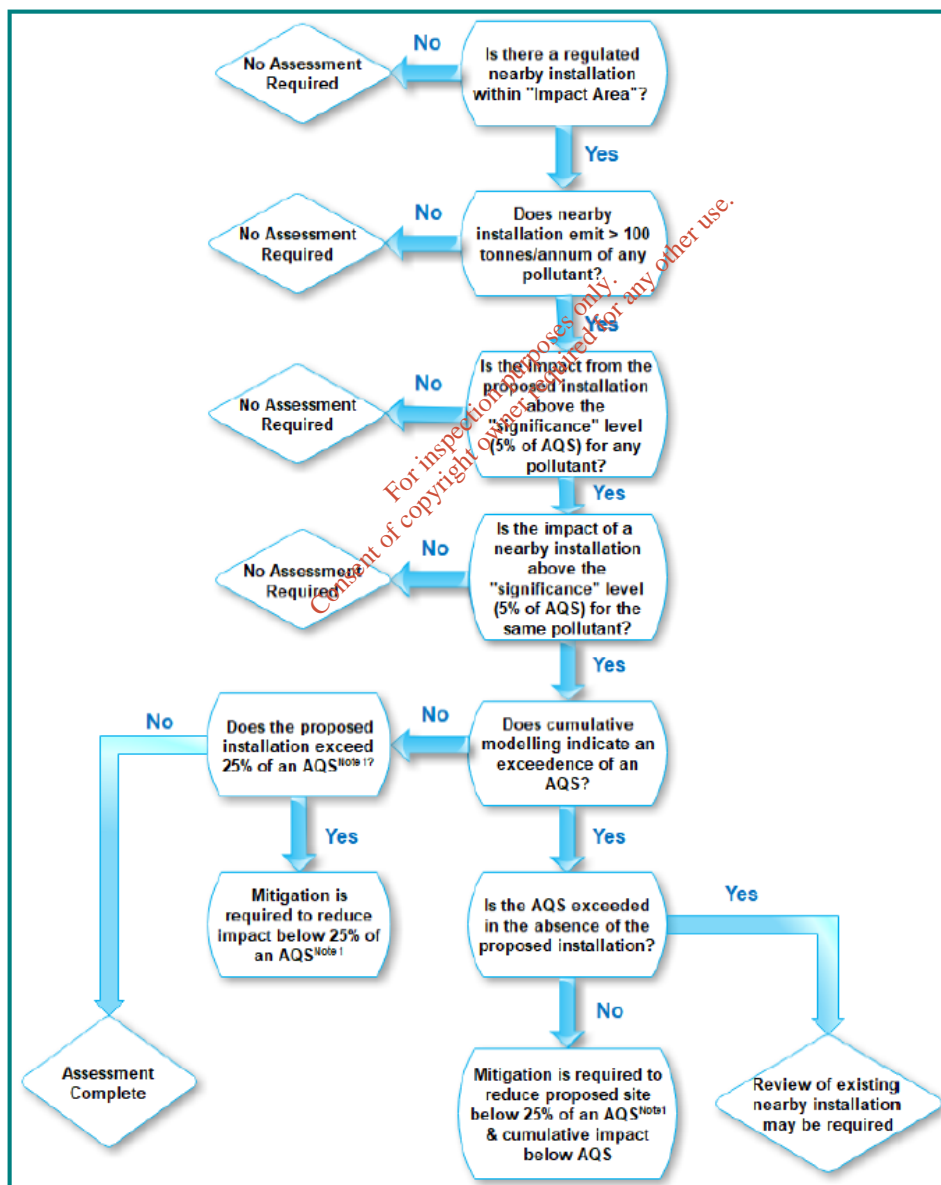 No
No Assessment
Required
Is there a regulated
nearby installation
within "Impact Area"?
Yes
No
No Assessment
Required
Does nearby
installation emit > 100
tonnes/annum of any
pollutant?
Yes
No
No Assessment
Required
Is the impact from the
proposed installation
above the
"significance" level
(5% of AQS) for any
pollutant?
Yes
No
No Assessment
Required
Is the impact of a
nearby installation
above the
"significance" level
(5% of AQS) for the
same pollutant?
Yes
No
Does the proposed
installation exceed
25% of an AQS Note 1?
No
Does cumulative
modelling indicate an
exceedence of an
AQS?
Yes
Mitigation is
required to reduce
impact below 25% of
an AQS Note 1
Yes
Is the AQS exceeded
in the absence of the
proposed installation?
Yes
No
Assessment
Complete
Mitigation is required to
reduce proposed site
below 25% of an AQS Note1
& cumulative impact
below AQS
Review of existing
nearby installation
may be required
For inspection purposes only.
Consent of copyright owner required for any other use.